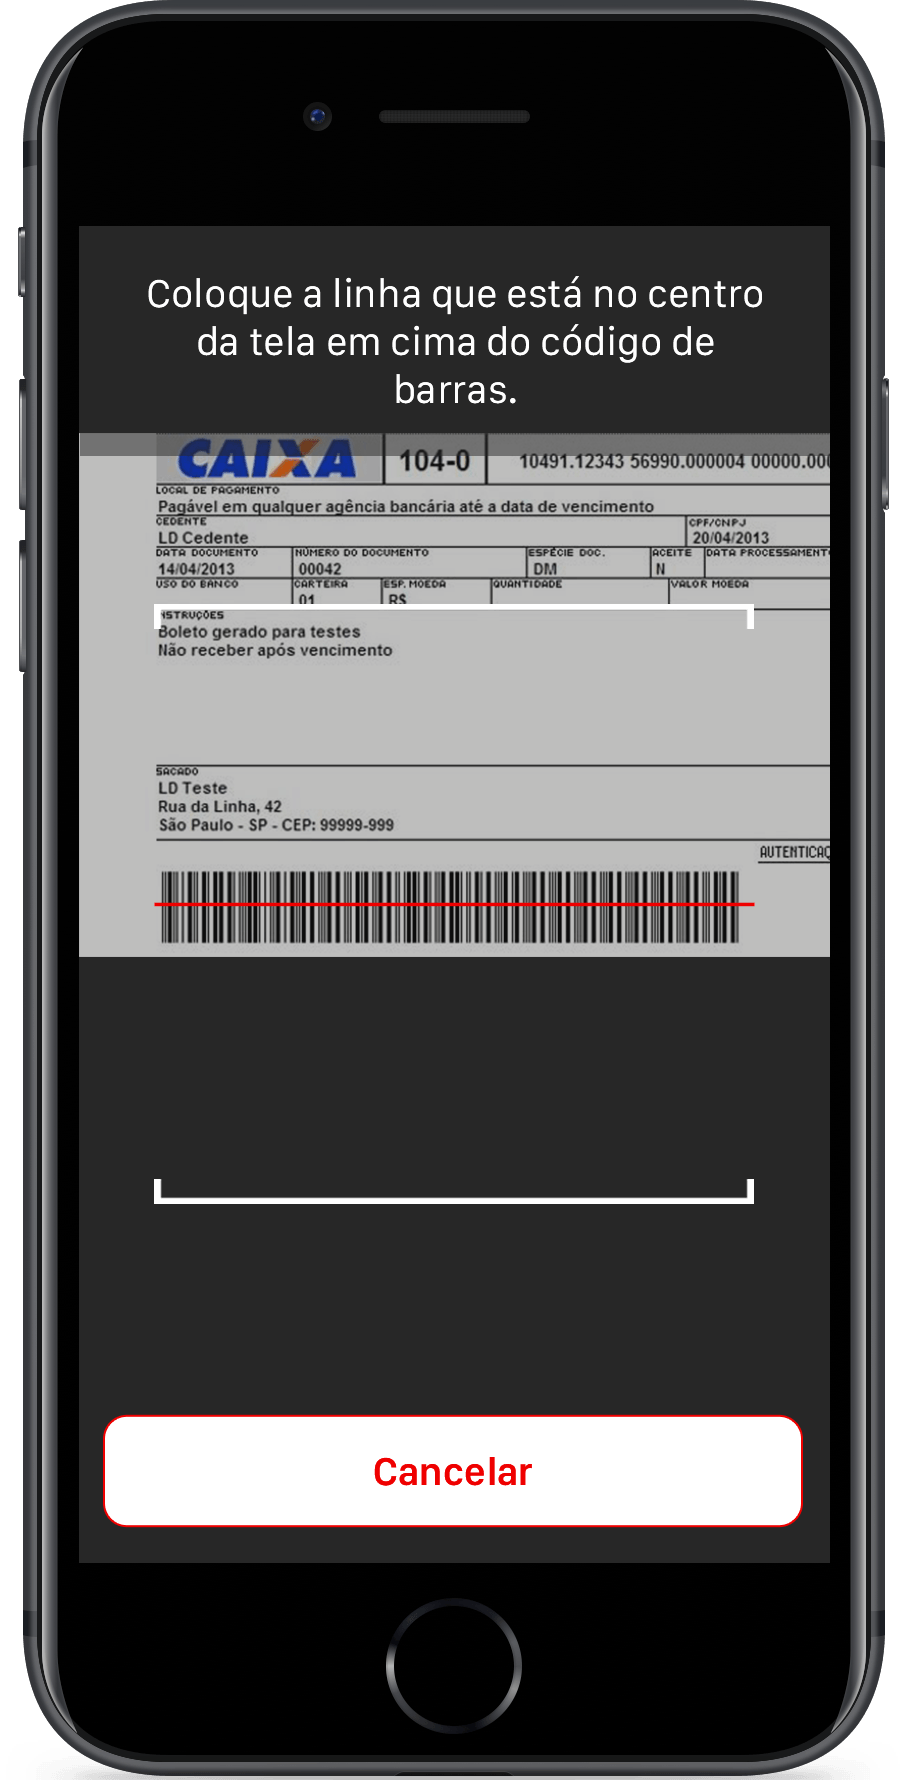 Coloque a linha que está no centro
da tela em cima do código de
barras.
CAIXA 104-0 10491.12343 56990.000004 00000.00
LOCAL DE PAGAMENTO
Pagável em qualquer agência bancária até a data de vencimento
CEDENTE CPF/CNPJ
LD Cedente 20/04/2013
DATA DOCUMENTO NÚMERO DO DOCUMENTO ESPÉCIE DOC. ACEITE DATA PROCESSAMENT
14/04/2013 00042 DM N
USO DO BANCO CARTEIRA ESP. MOEDA QUANTIDADE VALOR MOEDA
01 R$
NSTRUÇÕES
Boleto gerado para testes
Não receber após vencimento
SACADO
LD Teste
Rua da Linha, 42
São Paulo - SP - CEP: 99999-999
AUTENTICAÇ
Cancelar